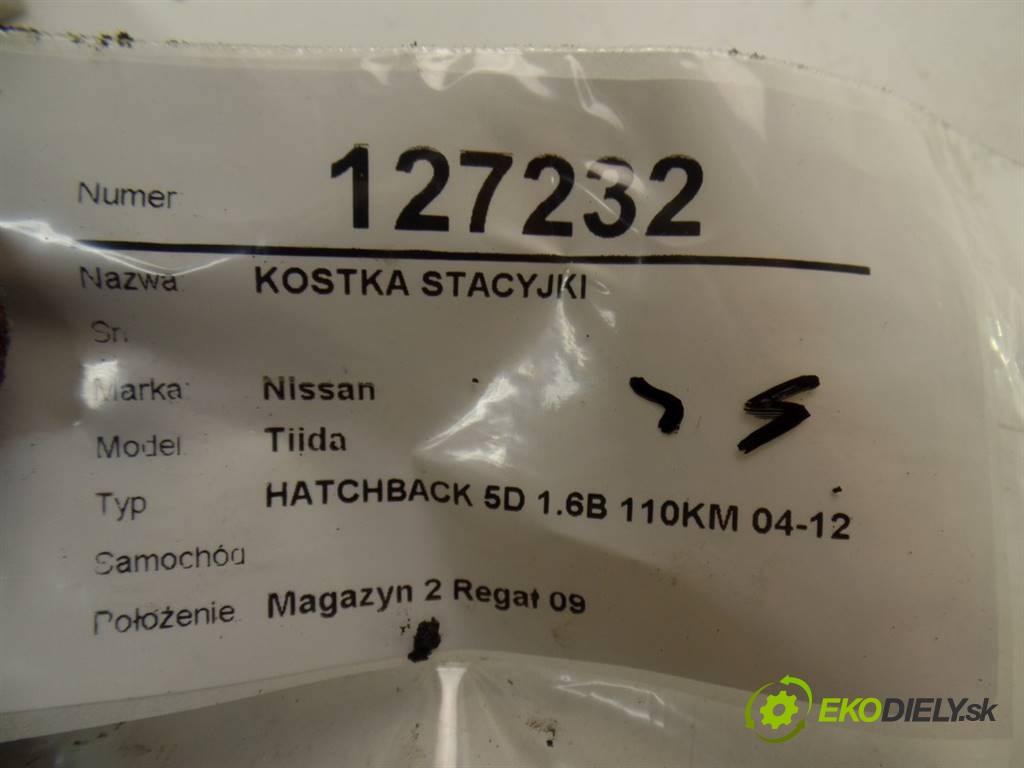 Numer 127232
Nazwa: KOSTKA STACYJKI
Sn.
Marka: Nissan
Model Tiida
Typ HATCHBACK 5D 1.6B 110KM 04-12
Samochód
Położenie: Magazyn 2 Regał 09
EKODIELY.sk